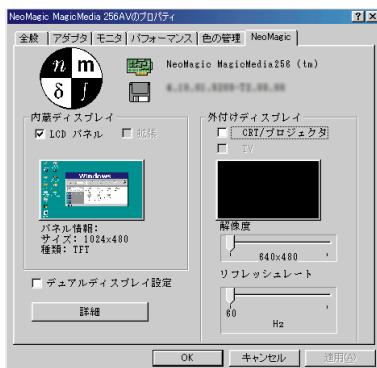 NeoMagic MagicMedia 256AVのプロパティ
全般 アダプタ モニタ パフォーマンス 色の管理 NeoMagic
n m
δ ∫
NeoMagic MagicMedia256 (tm)
内蔵ディスプレイ
LCD パネル 拡張
Windows
パネル情報:
サイズ: 1024x480
種類: TFT
デュアルディスプレイ設定
詳細
外付けディスプレイ
CRT/プロジェクタ
TV
解像度
640x480
リフレッシュレート
60
Hz
OK キャンセル 適用(A)